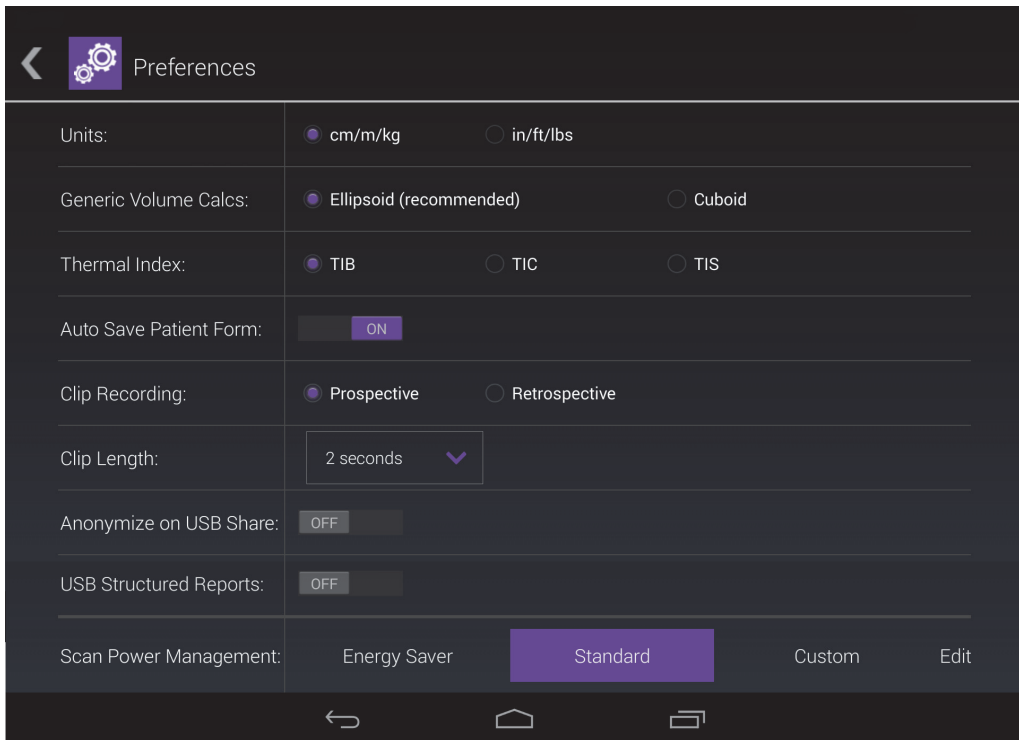 Preferences
Units: cm/m/kg in/ft/lbs
Generic Volume Calcs: Ellipsoid (recommended) Cuboid
Thermal Index: TIB TIC TIS
Auto Save Patient Form: ON
Clip Recording: Prospective Retrospective
Clip Length: 2 seconds
Anonymize on USB Share: OFF
USB Structured Reports: OFF
Scan Power Management: Energy Saver Standard Custom Edit